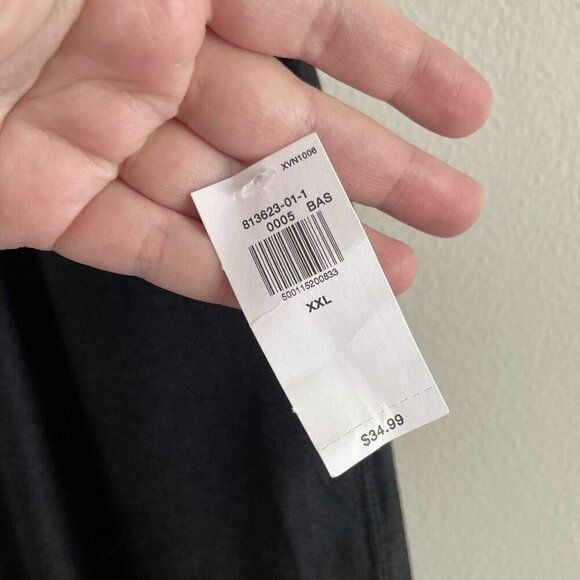 XVN1006
813623-01-1
0005 BAS
500115200833
XXL
$34.99